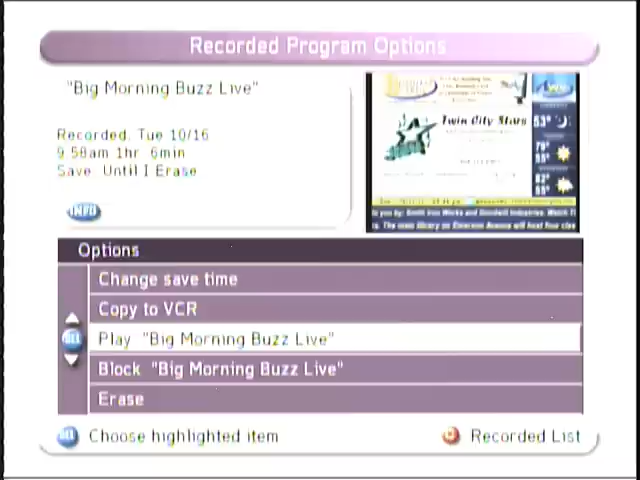 Recorded Program Options
"Big Morning Buzz Live"
Recorded. Tue 10/16
9 58am 1hr 6min
Save Until I Erase
INFO
Twin City Stars
53°
Options
Change save time
Copy to VCR
SEL
Play "Big Morning Buzz Live"
Block "Big Morning Buzz Live"
Erase
SEL Choose highlighted item
Recorded List